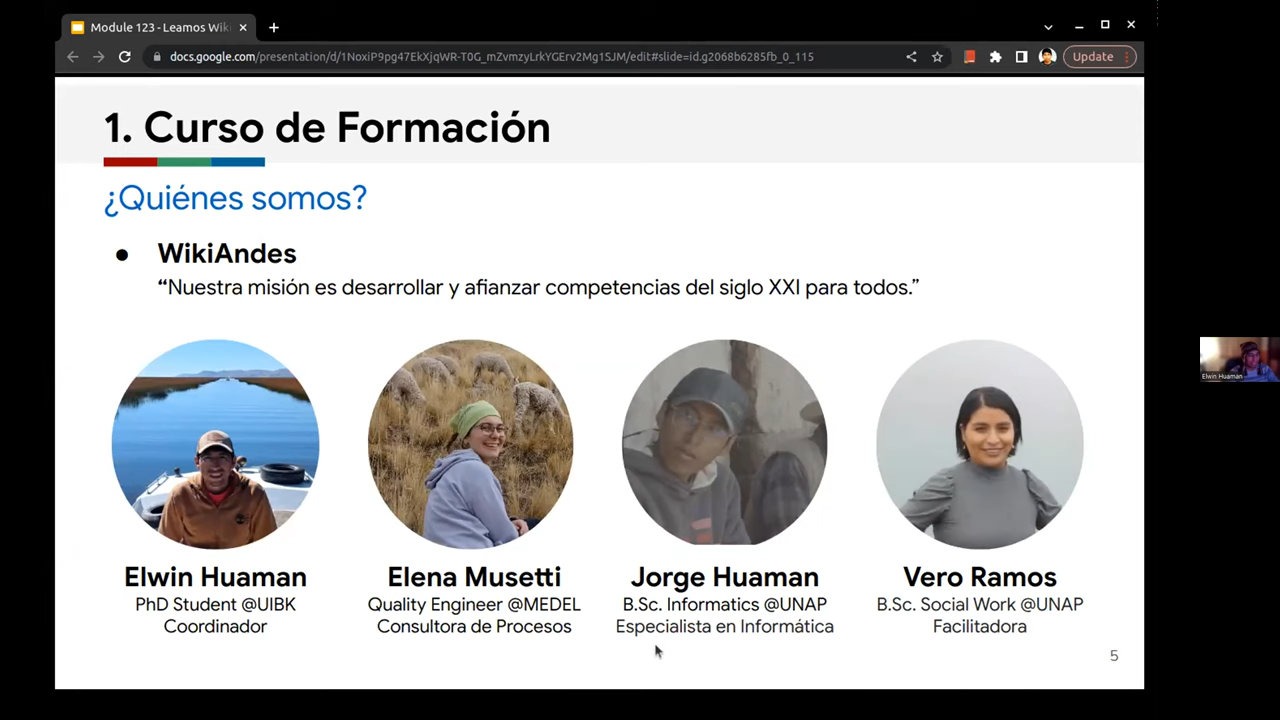 Module 123 - Leamos Wiki
docs.google.com/presentation/d/1NoxiP9pg47EkXjqWR-T0G_mZvmzyLrkYGErv2Mg1SJM/edit#slide=id.g2068b6285fb_0_115
Update
1. Curso de Formación
¿Quiénes somos?
● WikiAndes
“Nuestra misión es desarrollar y afianzar competencias del siglo XXI para todos.”
Elwin Huaman
PhD Student @UIBK
Coordinador
Elena Musetti
Quality Engineer @MEDEL
Consultora de Procesos
Jorge Huaman
B.Sc. Informatics @UNAP
Especialista en Informática
Vero Ramos
B.Sc. Social Work @UNAP
Facilitadora
5
Elwin Huaman